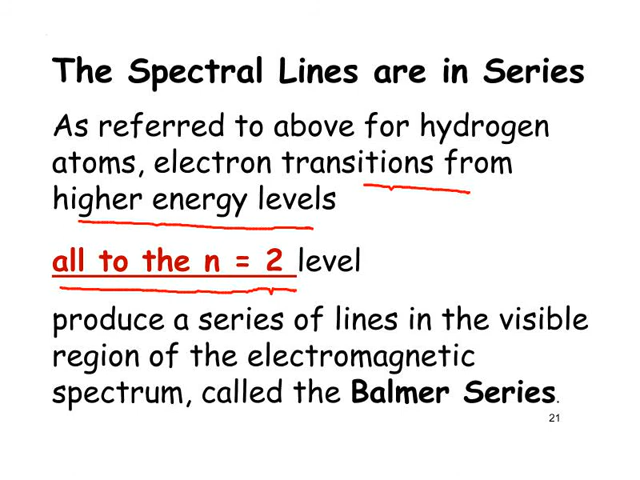 The Spectral Lines are in Series
As referred to above for hydrogen
atoms, electron transitions from
higher energy levels
all to the n = 2 level
produce a series of lines in the visible
region of the electromagnetic
spectrum, called the Balmer Series.
21